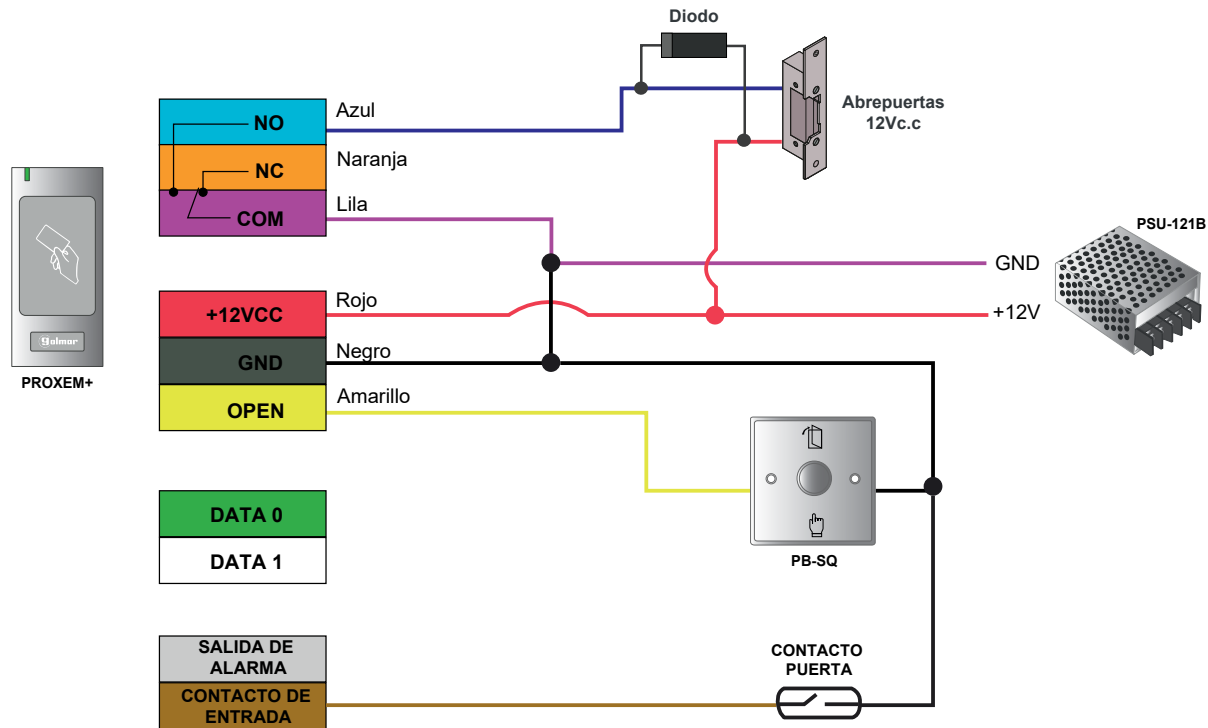 Diodo
Abrepuertas
12Vc.c
NO
Azul
NC
Naranja
COM
Lila
PSU-121B
GND
+12V
+12VCC
Rojo
GND
Negro
OPEN
Amarillo
golmar
PROXEM+
DATA 0
DATA 1
PB-SQ
SALIDA DE
ALARMA
CONTACTO DE
ENTRADA
CONTACTO
PUERTA